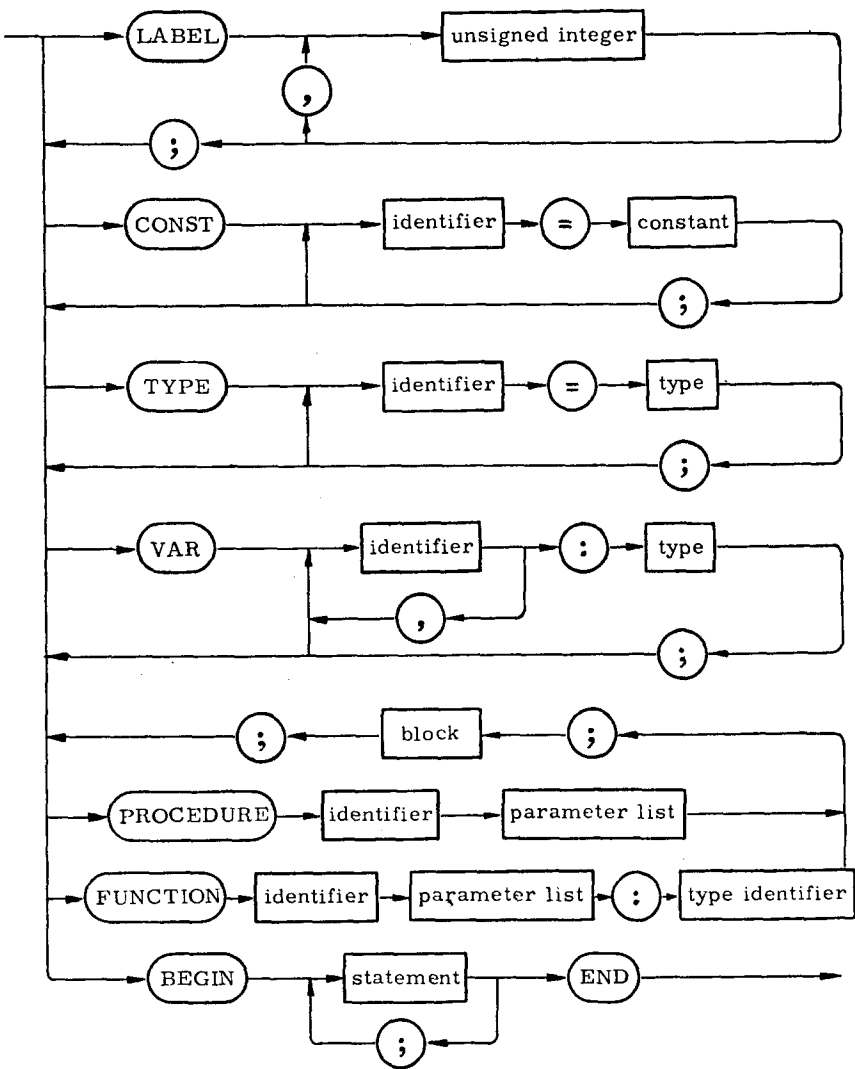 LABEL unsigned integer
,
;
CONST identifier = constant
;
TYPE identifier = type
;
VAR identifier : type
,
;
; block ;
PROCEDURE identifier parameter list
FUNCTION identifier parameter list : type identifier
BEGIN statement END
;